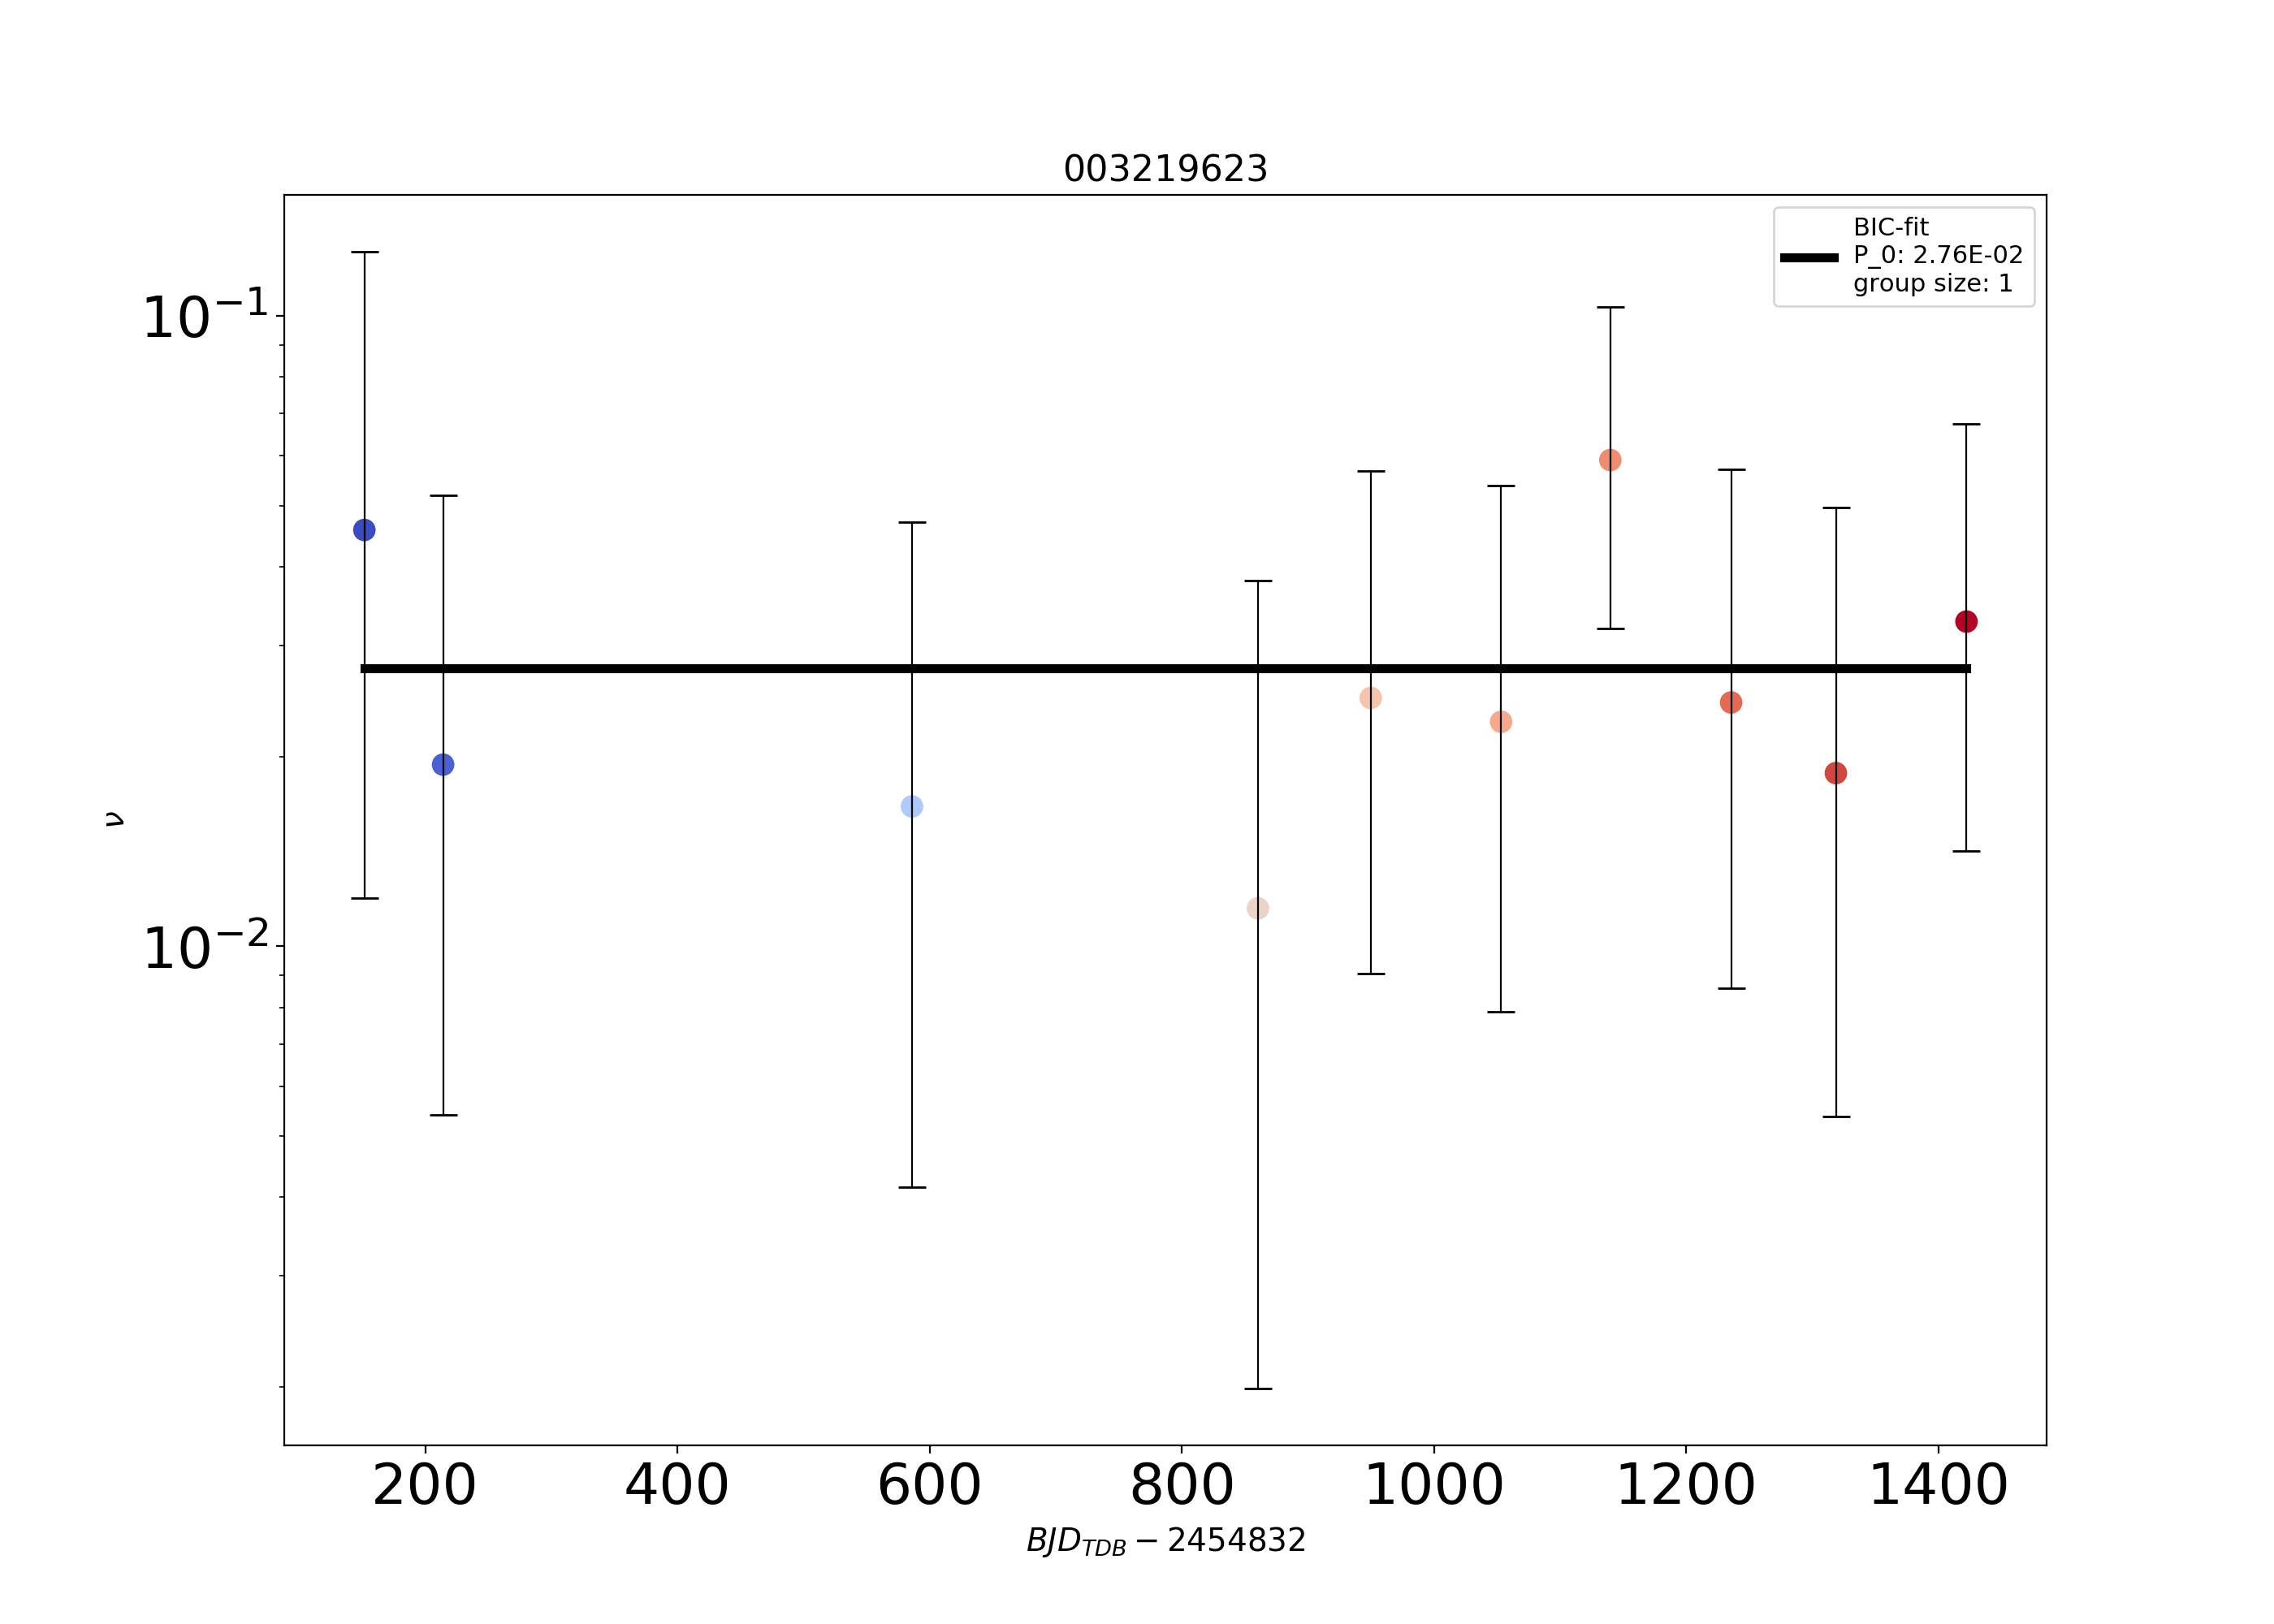 003219623
BIC-fit
P_0: 2.76E-02
group size: 1
10⁻¹
10⁻²
ν
200 400 600 800 1000 1200 1400
BJD_TDB − 2454832